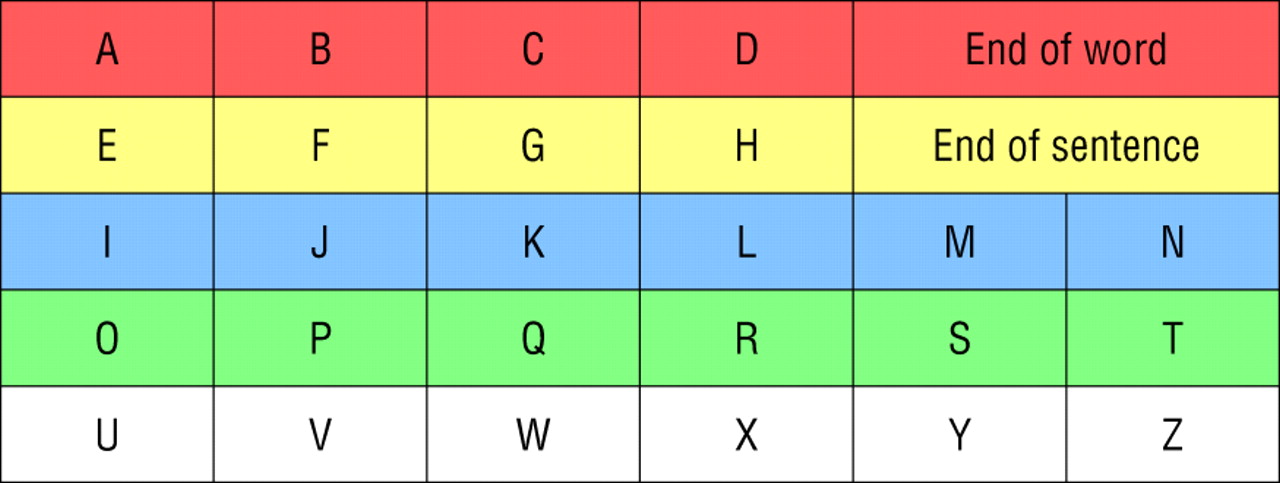 A B C D End of word
E F G H End of sentence
I J K L M N
O P Q R S T
U V W X Y Z